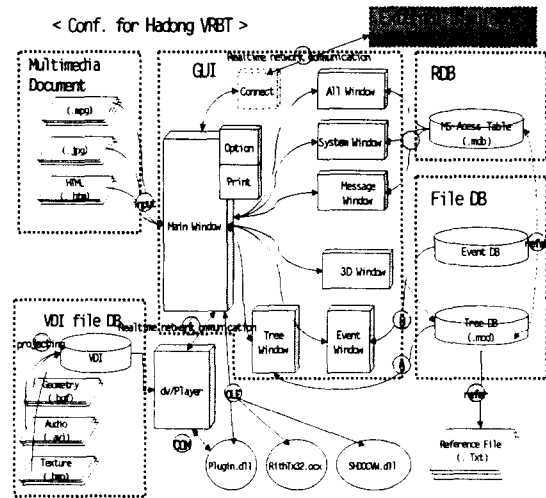 < Conf. for Hadong VRBT >
Realtime network communication
Multimedia
Document
(.mpg)
(.jpg)
HTML
(.htm)
input
GUI
Connect
Option
Print
Main Window
All Window
System Window
Message
Window
3D Window
Tree
Window
Event
Window
RDB
MS-Acess Table
(.mdb)
File DB
refer
Event DB
Tree DB
(.mod)
refer
Reference File
(. Txt)
VDI file DB
Realtime network ommunication
projecting
VDI
Geometry
(.bgf)
Audio
Texture
(.bmp)
dv/Player
COM
OLE
Plugin.dll
RithTx32.ocx
SHDOCVW.dll